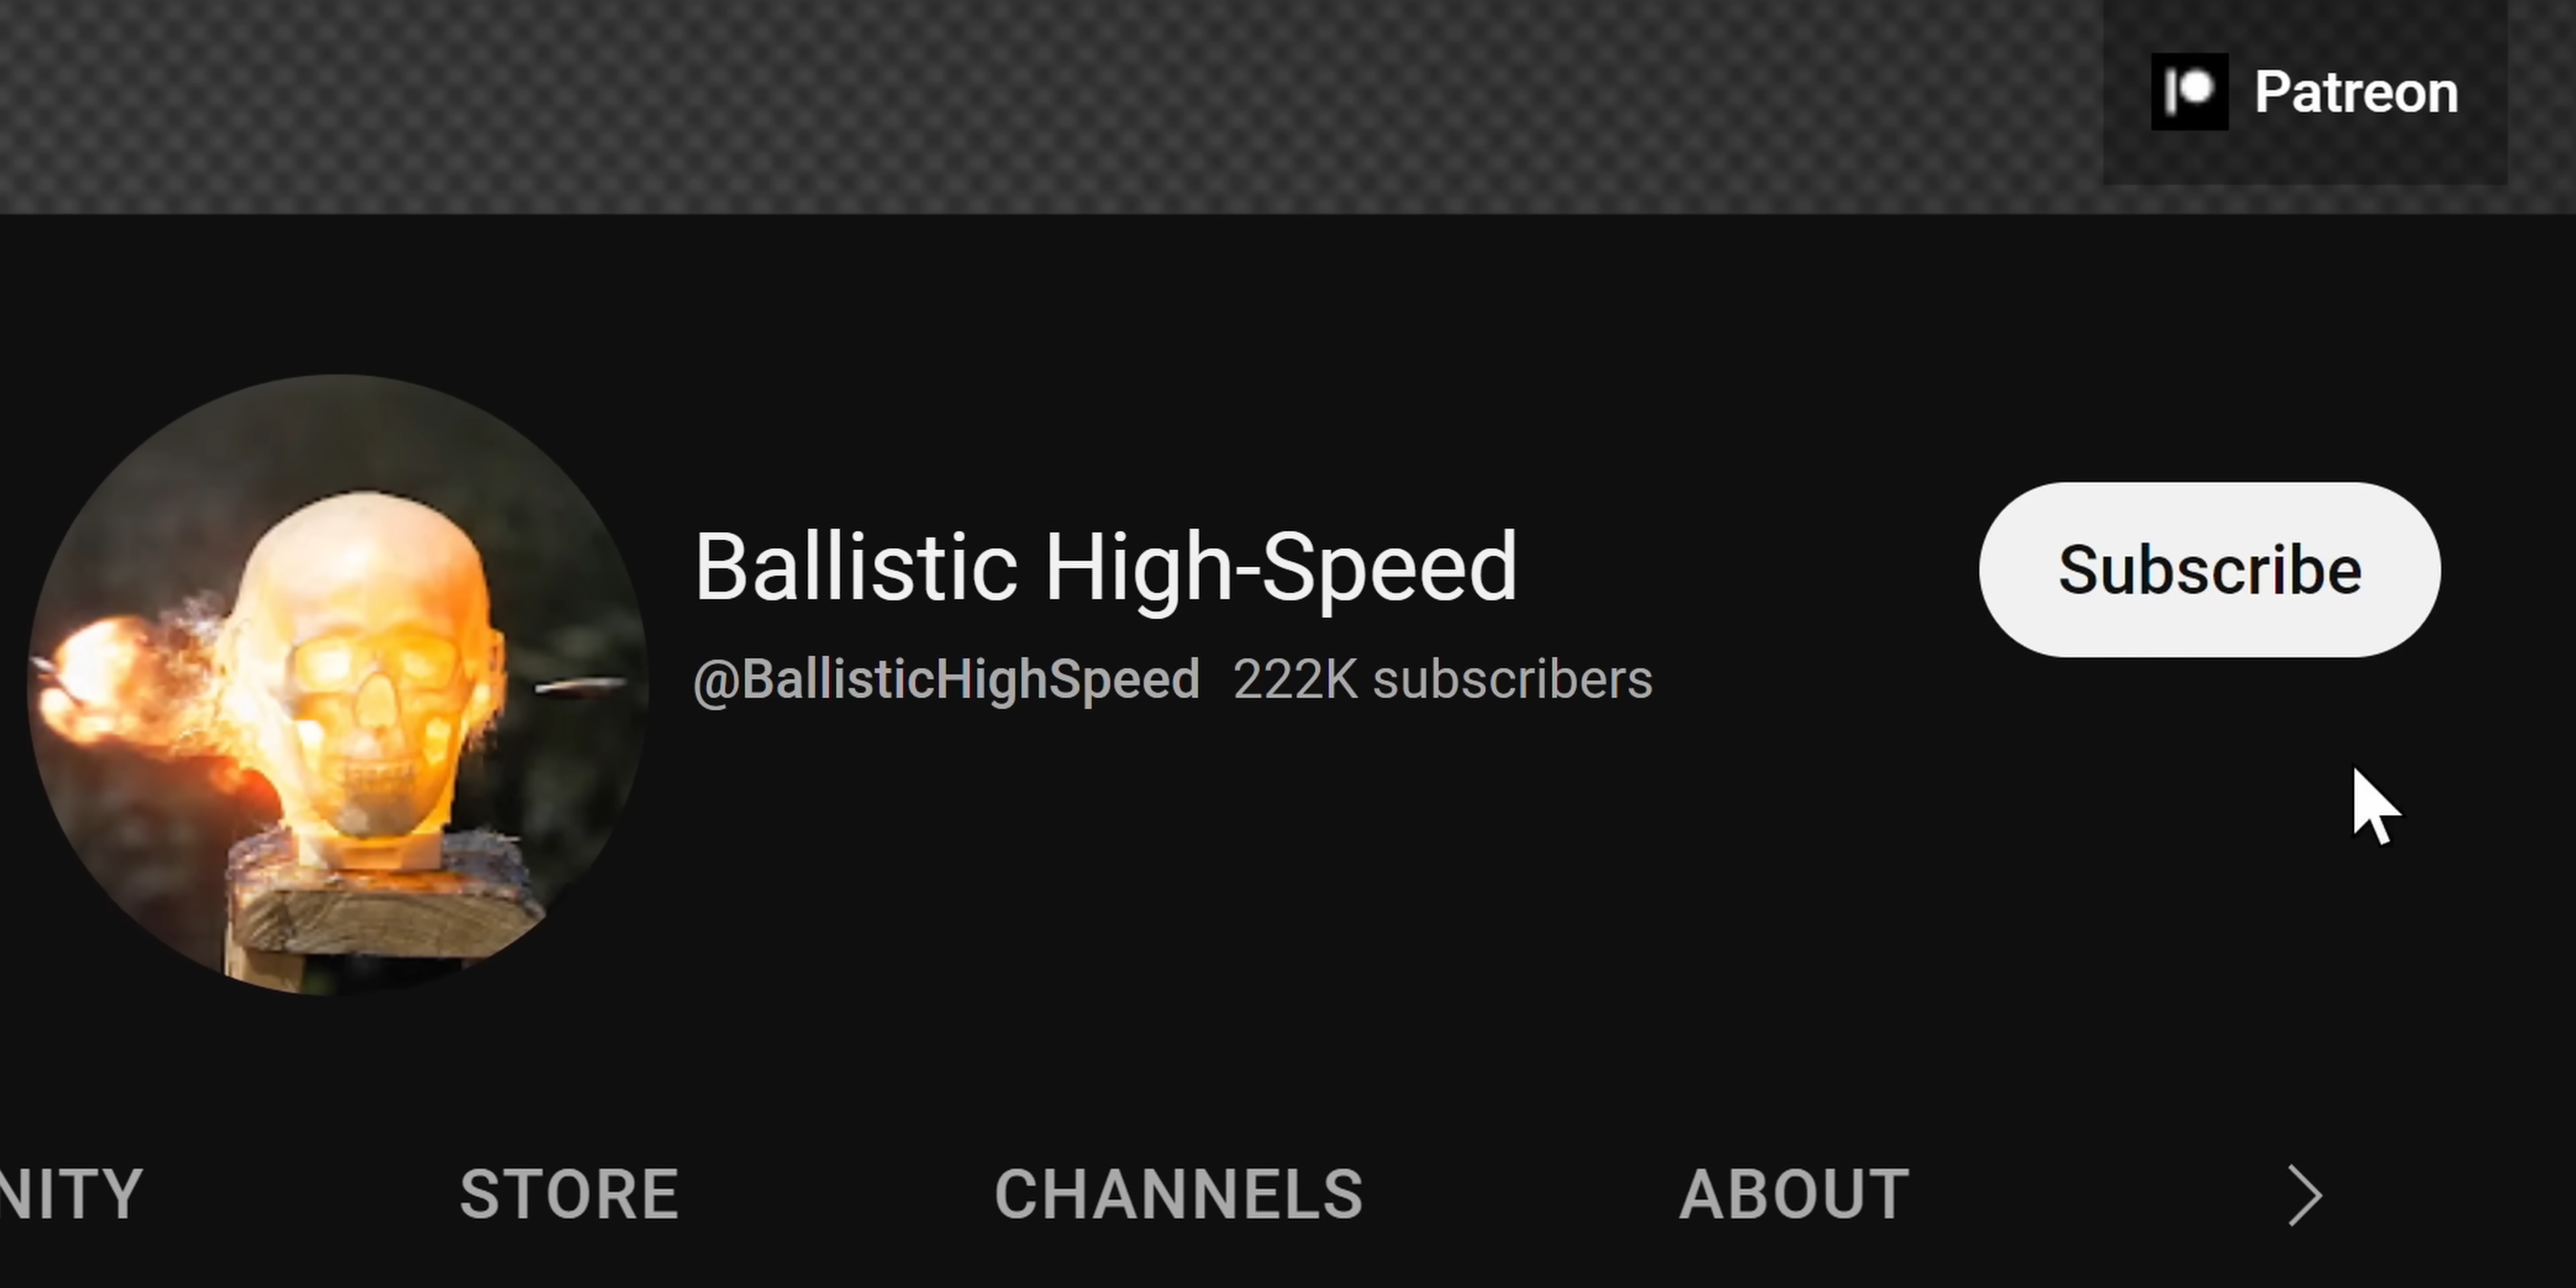 Patreon
Ballistic High-Speed
Subscribe
@BallisticHighSpeed 222K subscribers
NITY STORE CHANNELS ABOUT